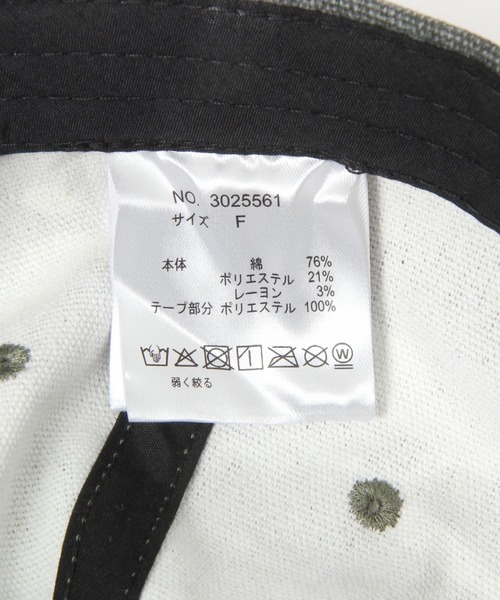 NO. 3025561
サイズ F
本体 綿 76%
ポリエステル 21%
レーヨン 3%
テープ部分 ポリエステル 100%
W
弱く絞る